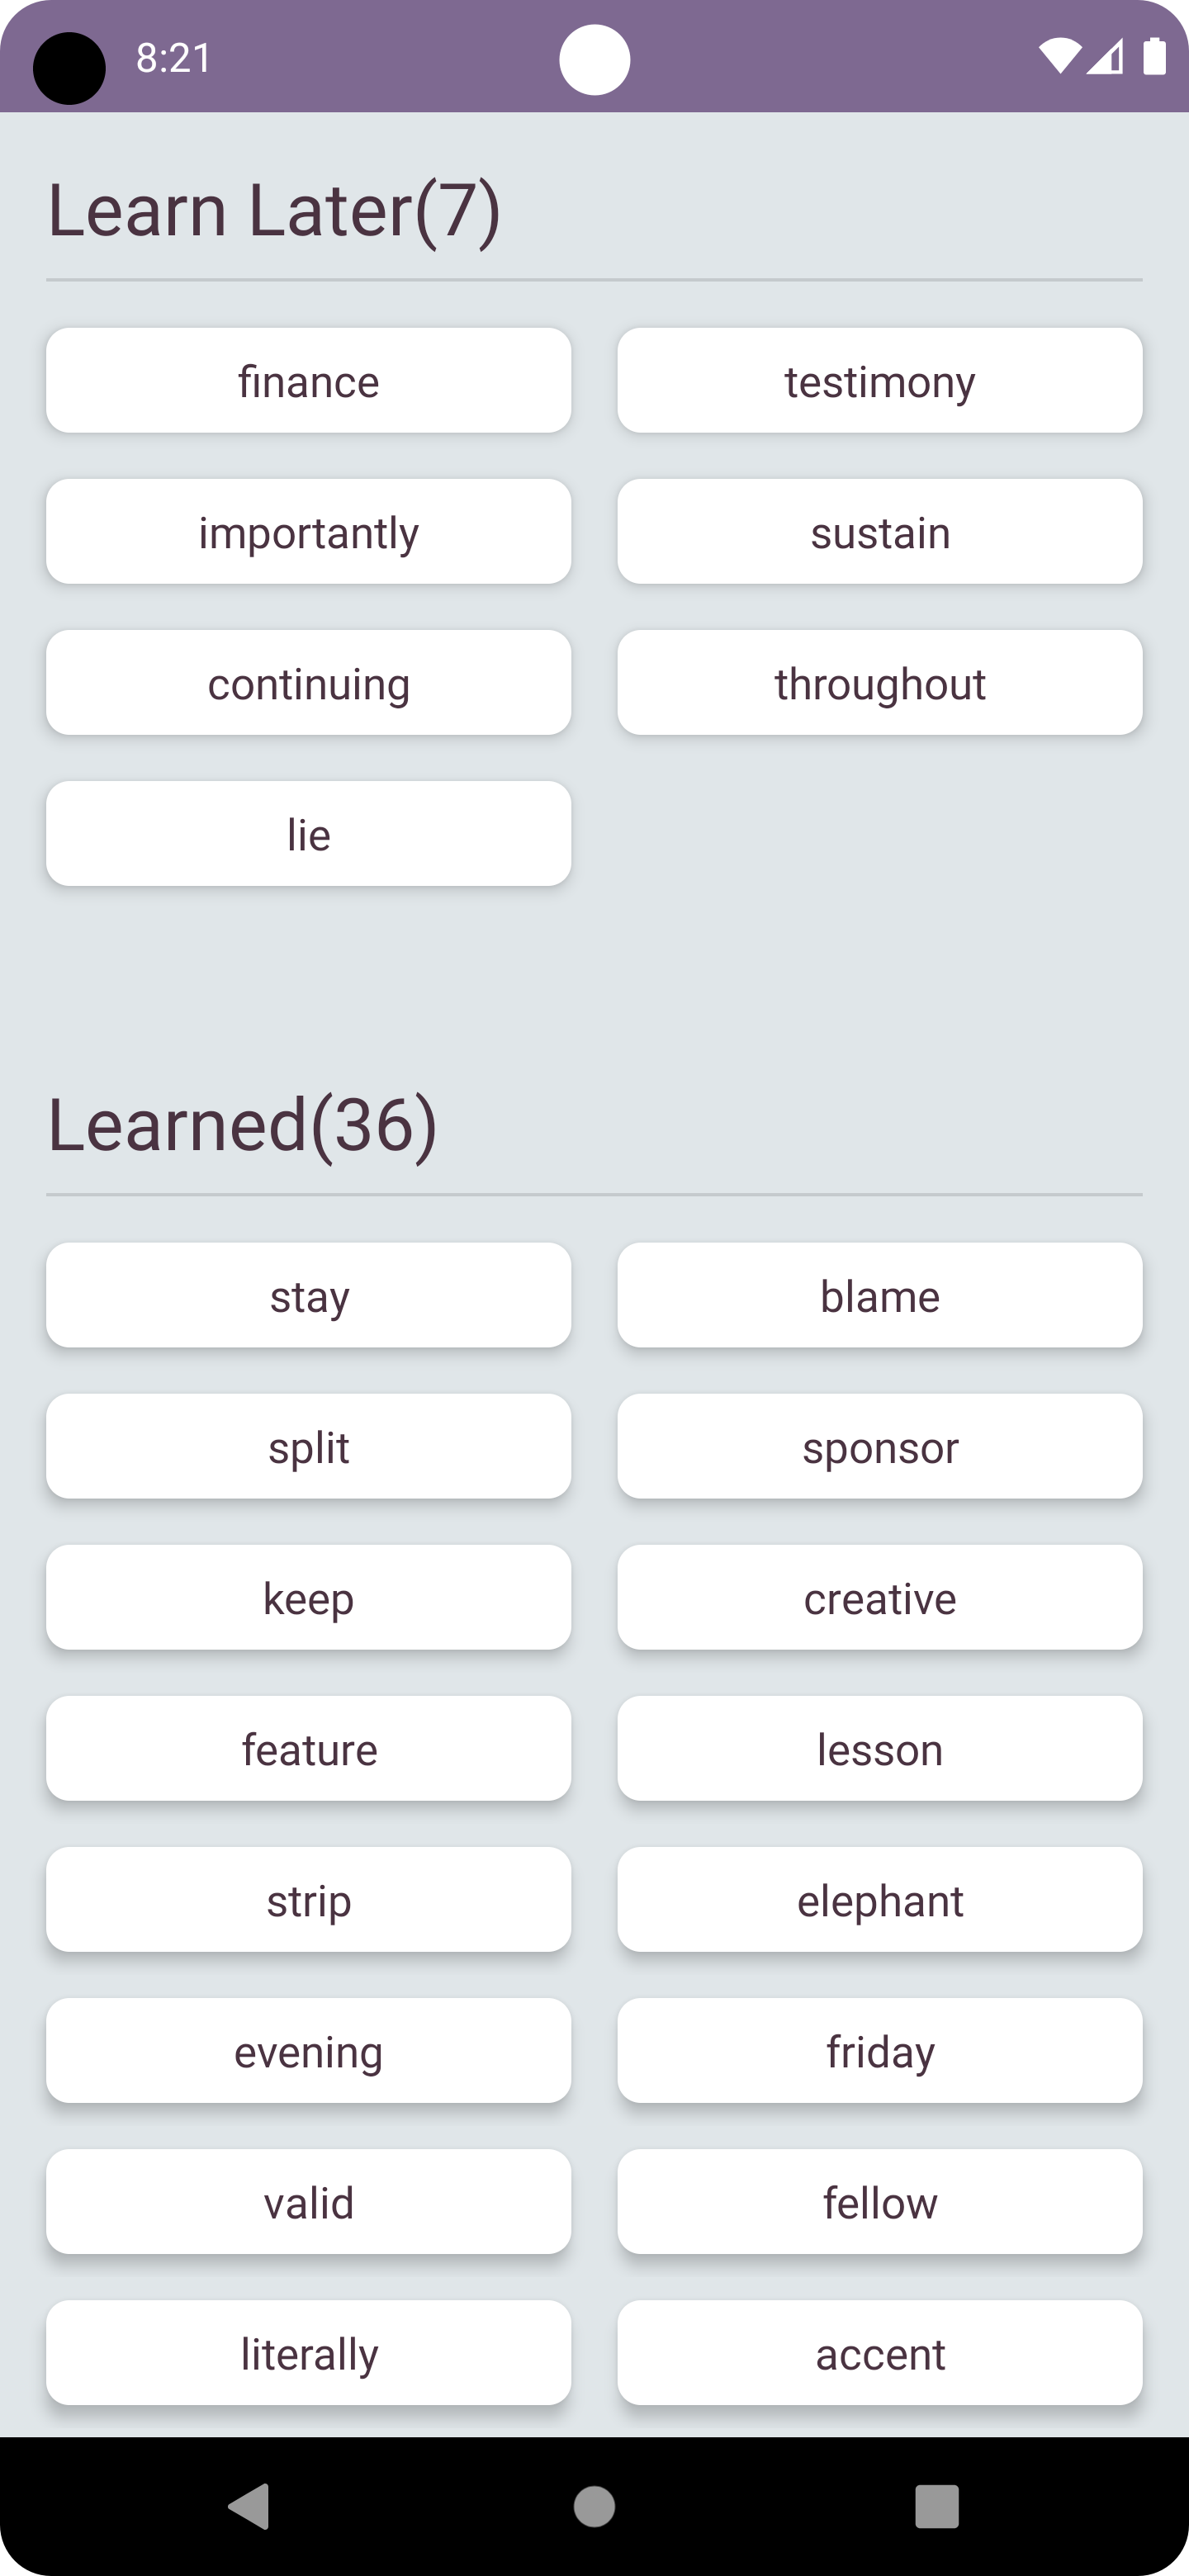 8:21
Learn Later(7)
finance
testimony
importantly
sustain
continuing
throughout
lie
Learned(36)
stay
blame
split
sponsor
keep
creative
feature
lesson
strip
elephant
evening
friday
valid
fellow
literally
accent